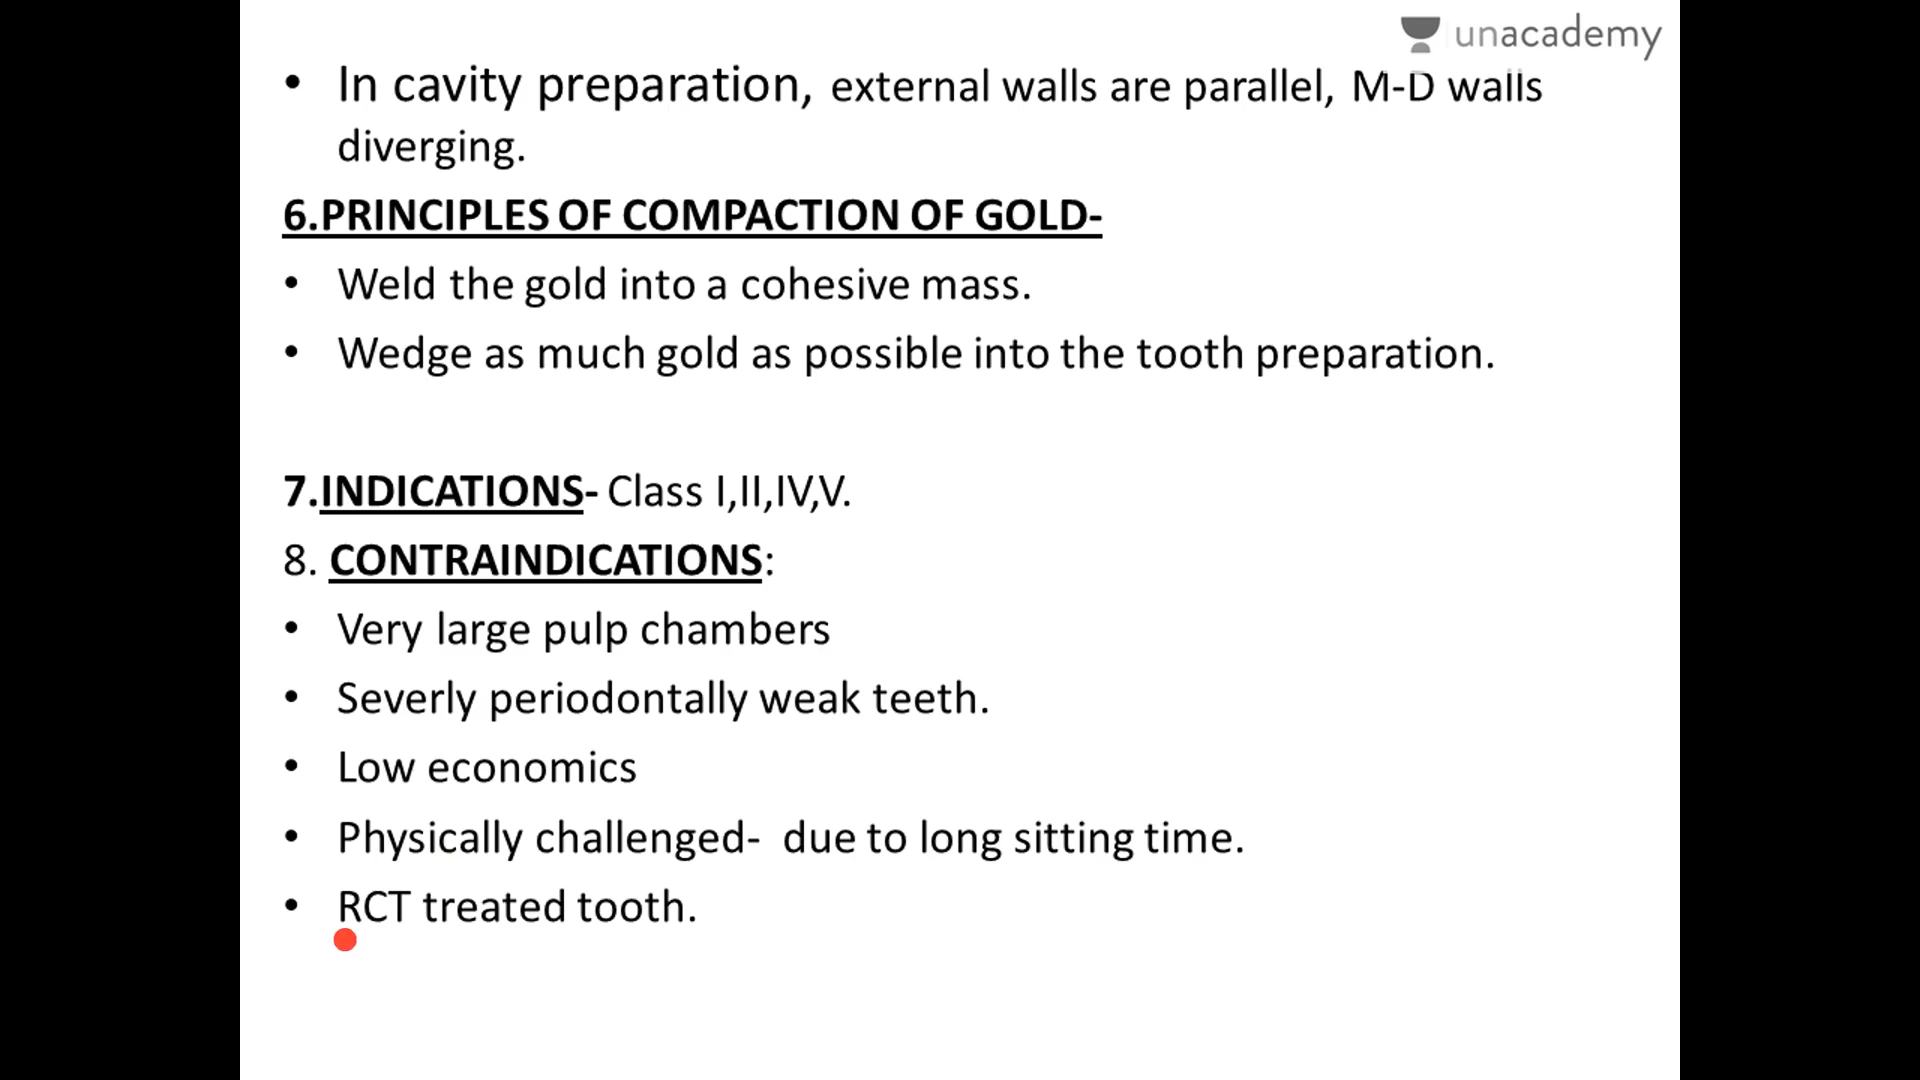 unacademy
• In cavity preparation, external walls are parallel, M-D walls
diverging.
6.PRINCIPLES OF COMPACTION OF GOLD-
• Weld the gold into a cohesive mass.
• Wedge as much gold as possible into the tooth preparation.
7.INDICATIONS- Class I,II,IV,V.
8. CONTRAINDICATIONS:
• Very large pulp chambers
• Severly periodontally weak teeth.
• Low economics
• Physically challenged- due to long sitting time.
• RCT treated tooth.